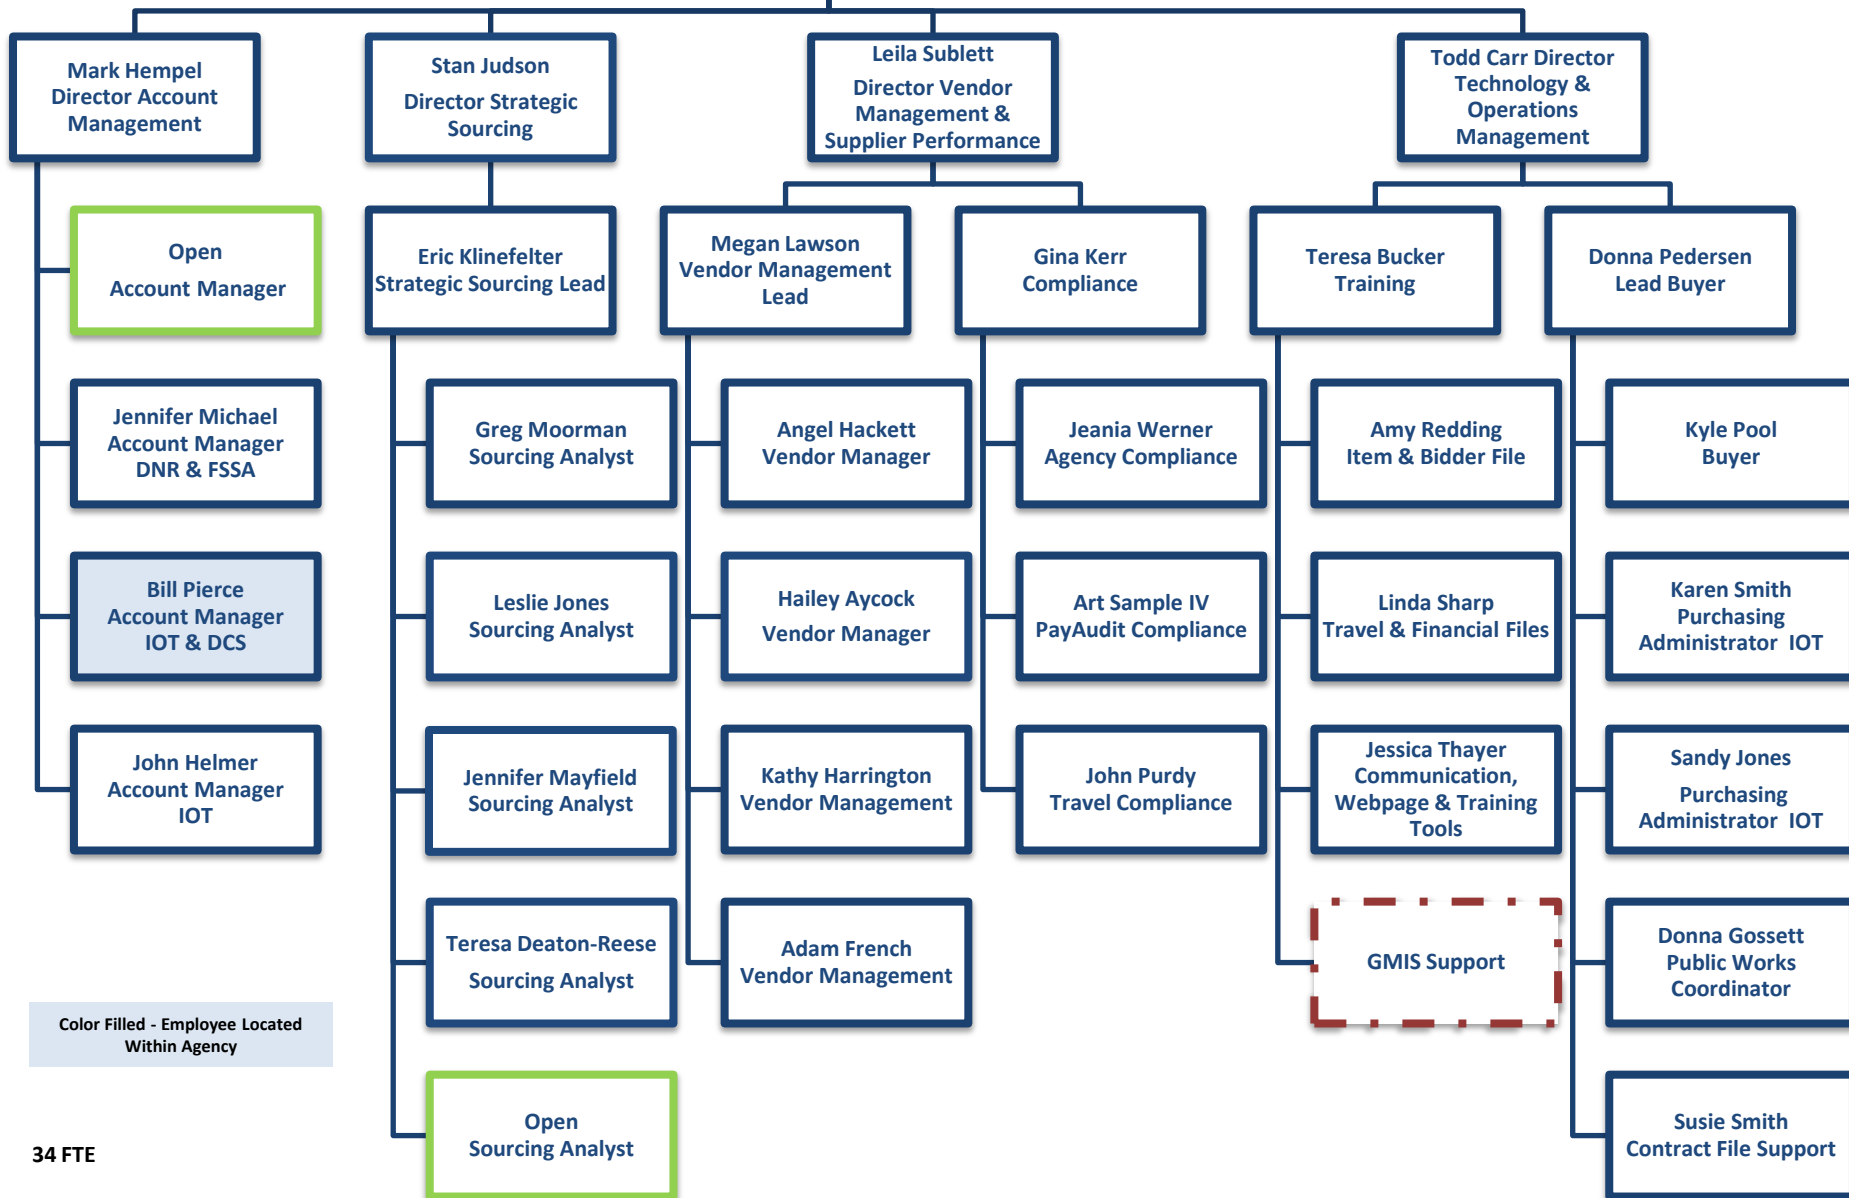 Mark Hempel
Director Account
Management
Stan Judson
Director Strategic
Sourcing
Leila Sublett
Director Vendor
Management &
Supplier Performance
Todd Carr Director
Technology &
Operations
Management
Open
Account Manager
Eric Klinefelter
Strategic Sourcing Lead
Megan Lawson
Vendor Management
Lead
Gina Kerr
Compliance
Teresa Bucker
Training
Donna Pedersen
Lead Buyer
Jennifer Michael
Account Manager
DNR & FSSA
Greg Moorman
Sourcing Analyst
Angel Hackett
Vendor Manager
Jeania Werner
Agency Compliance
Amy Redding
Item & Bidder File
Kyle Pool
Buyer
Bill Pierce
Account Manager
IOT & DCS
Leslie Jones
Sourcing Analyst
Hailey Aycock
Vendor Manager
Art Sample IV
PayAudit Compliance
Linda Sharp
Travel & Financial Files
Karen Smith
Purchasing
Administrator IOT
John Helmer
Account Manager
IOT
Jennifer Mayfield
Sourcing Analyst
Kathy Harrington
Vendor Management
John Purdy
Travel Compliance
Jessica Thayer
Communication,
Webpage & Training
Tools
Sandy Jones
Purchasing
Administrator IOT
Teresa Deaton-Reese
Sourcing Analyst
Adam French
Vendor Management
GMIS Support
Donna Gossett
Public Works
Coordinator
Color Filled - Employee Located
Within Agency
Open
Sourcing Analyst
Susie Smith
Contract File Support
34 FTE